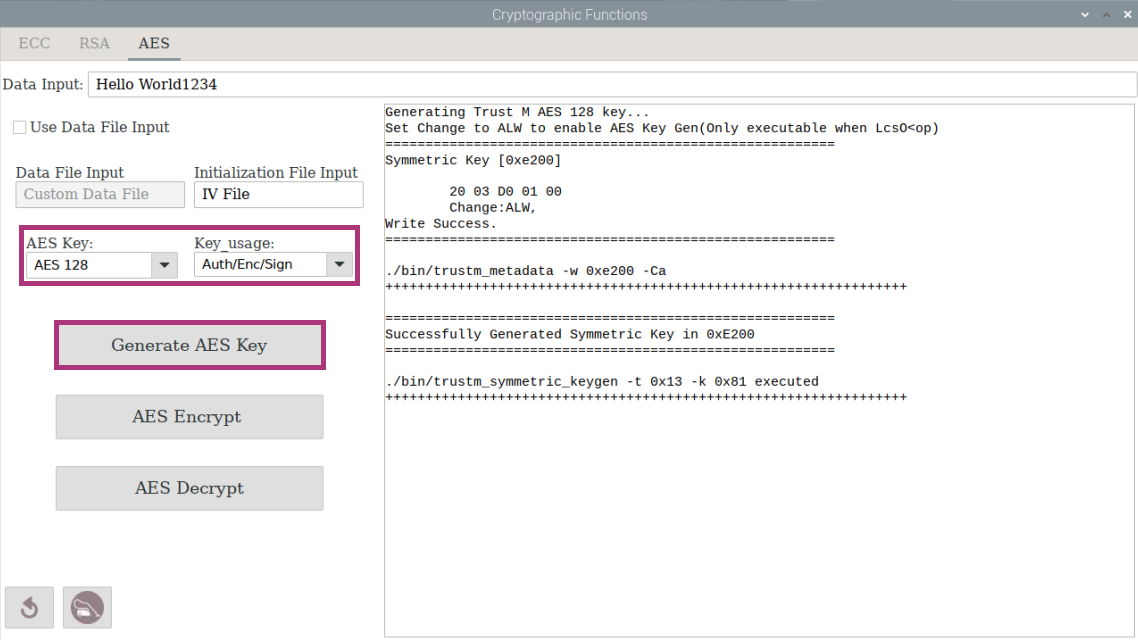 Cryptographic Functions
ECC RSA AES
Data Input: Hello World1234
Use Data File Input
Data File Input Initialization File Input
Custom Data File IV File
AES Key: Key_usage:
AES 128 Auth/Enc/Sign
Generate AES Key
AES Encrypt
AES Decrypt
Generating Trust M AES 128 key...
Set Change to ALW to enable AES Key Gen(Only executable when LcsO<op)
========================================================
Symmetric Key [0xe200]
20 03 D0 01 00
Change:ALW,
Write Success.
========================================================
./bin/trustm_metadata -w 0xe200 -Ca
+++++++++++++++++++++++++++++++++++++++++++++++++++++++++++++++++
========================================================
Successfully Generated Symmetric Key in 0xE200
========================================================
./bin/trustm_symmetric_keygen -t 0x13 -k 0x81 executed
+++++++++++++++++++++++++++++++++++++++++++++++++++++++++++++++++